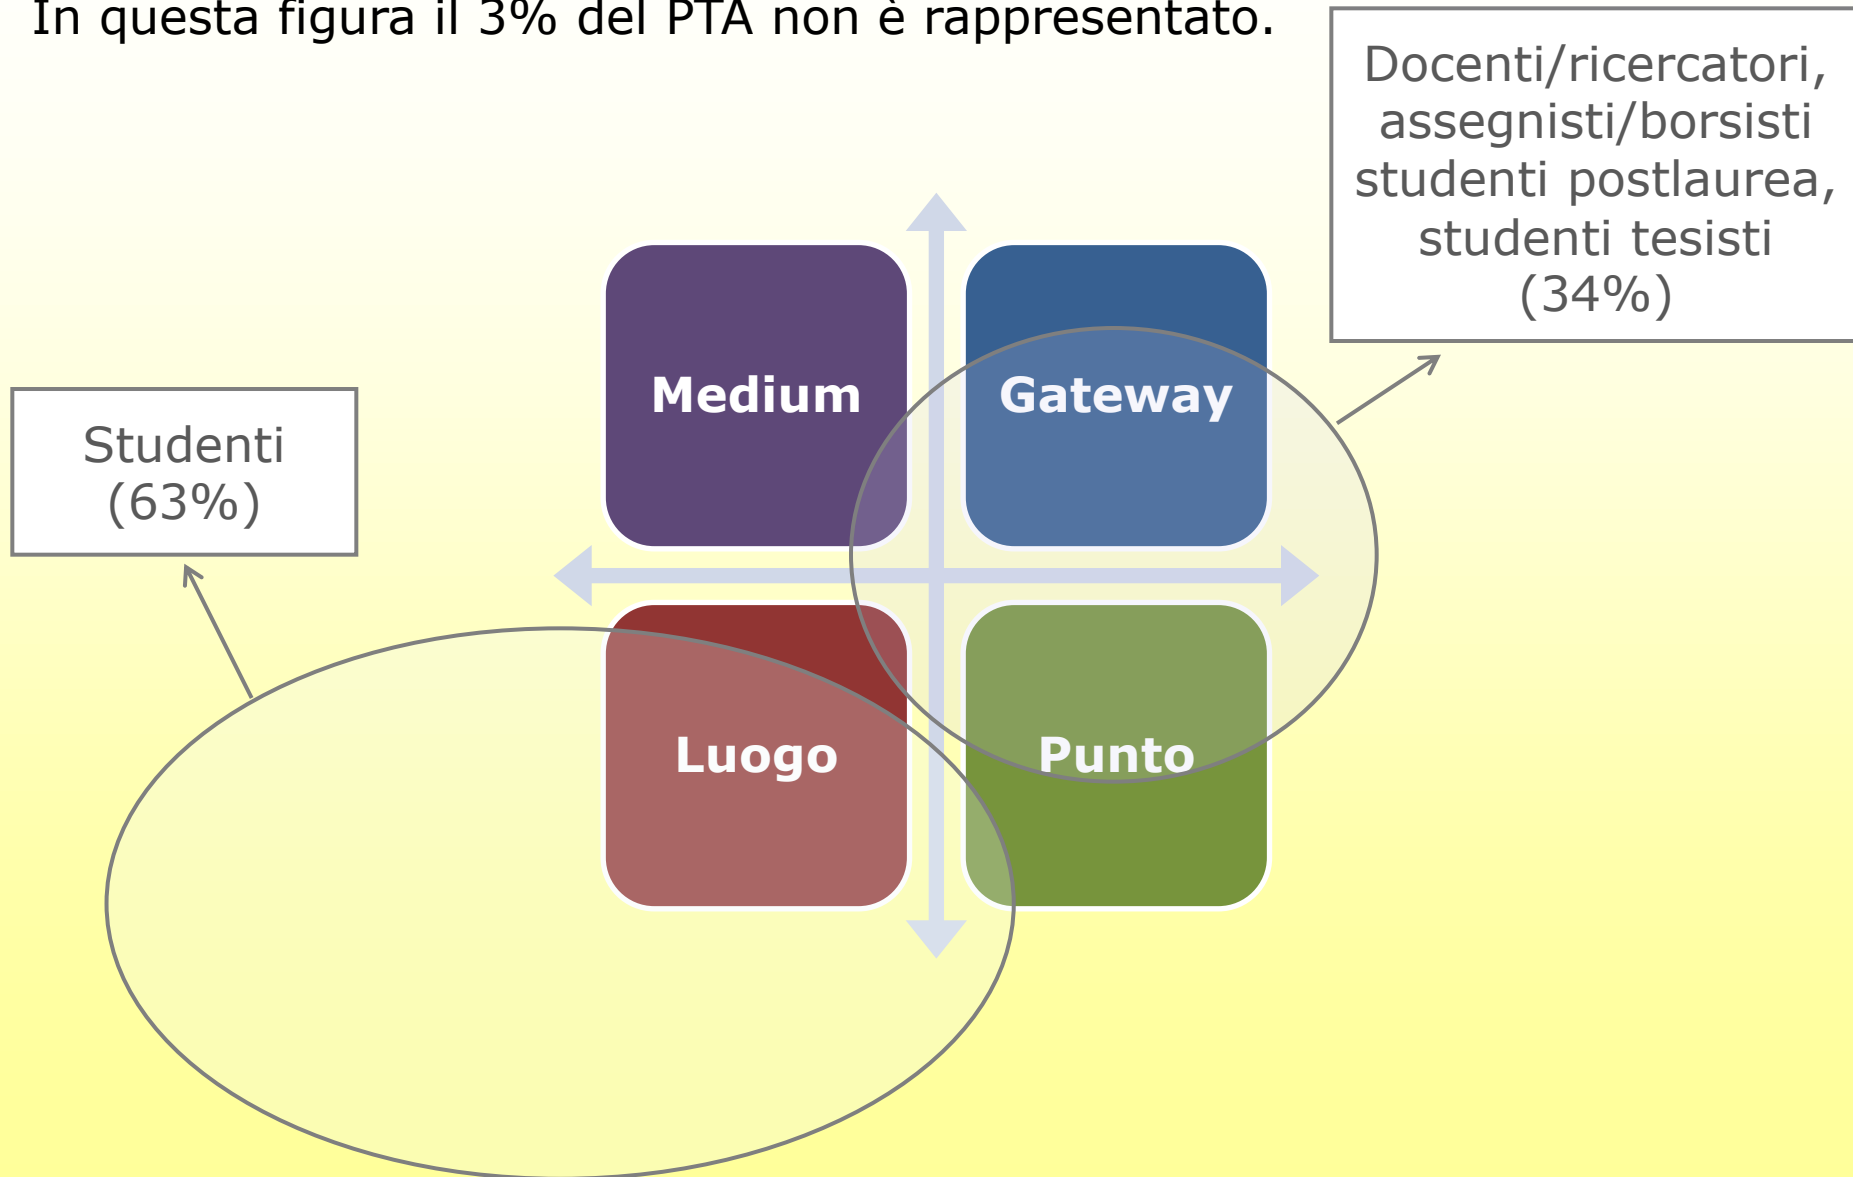 In questa figura il 3% del PTA non è rappresentato.
Docenti/ricercatori,
assegnisti/borsisti
studenti postlaurea,
studenti tesisti
(34%)
Medium
Gateway
Studenti
(63%)
Luogo
Punto